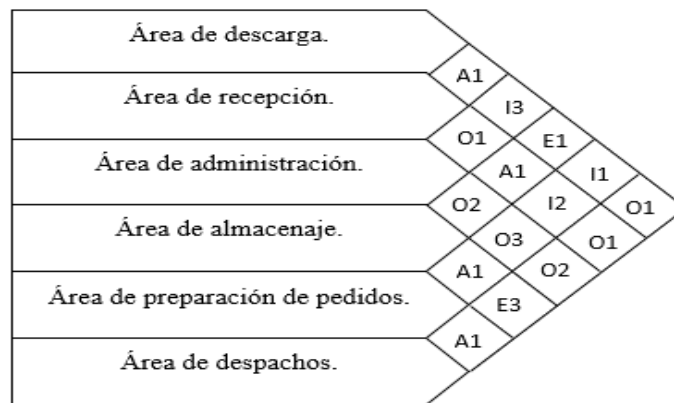 Área de descarga.
A1
Área de recepción.
I3
O1
E1
Área de administración.
A1
I1
O2
I2
O1
Área de almacenaje.
O3
O1
A1
O2
Área de preparación de pedidos.
E3
A1
Área de despachos.